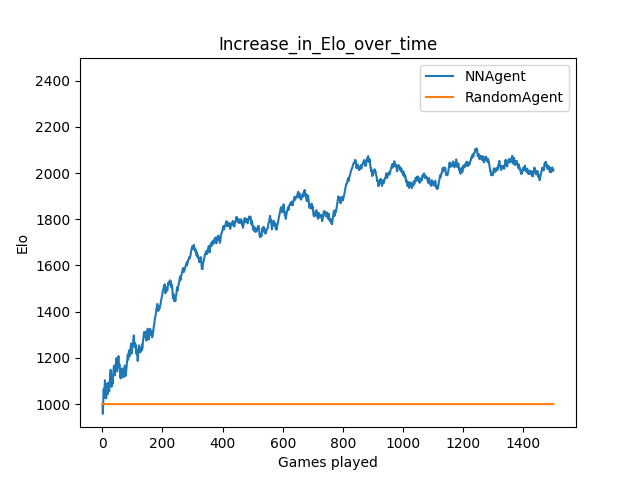 Increase_in_Elo_over_time
NNAgent
RandomAgent
Elo
2400
2200
2000
1800
1600
1400
1200
1000
0 200 400 600 800 1000 1200 1400
Games played